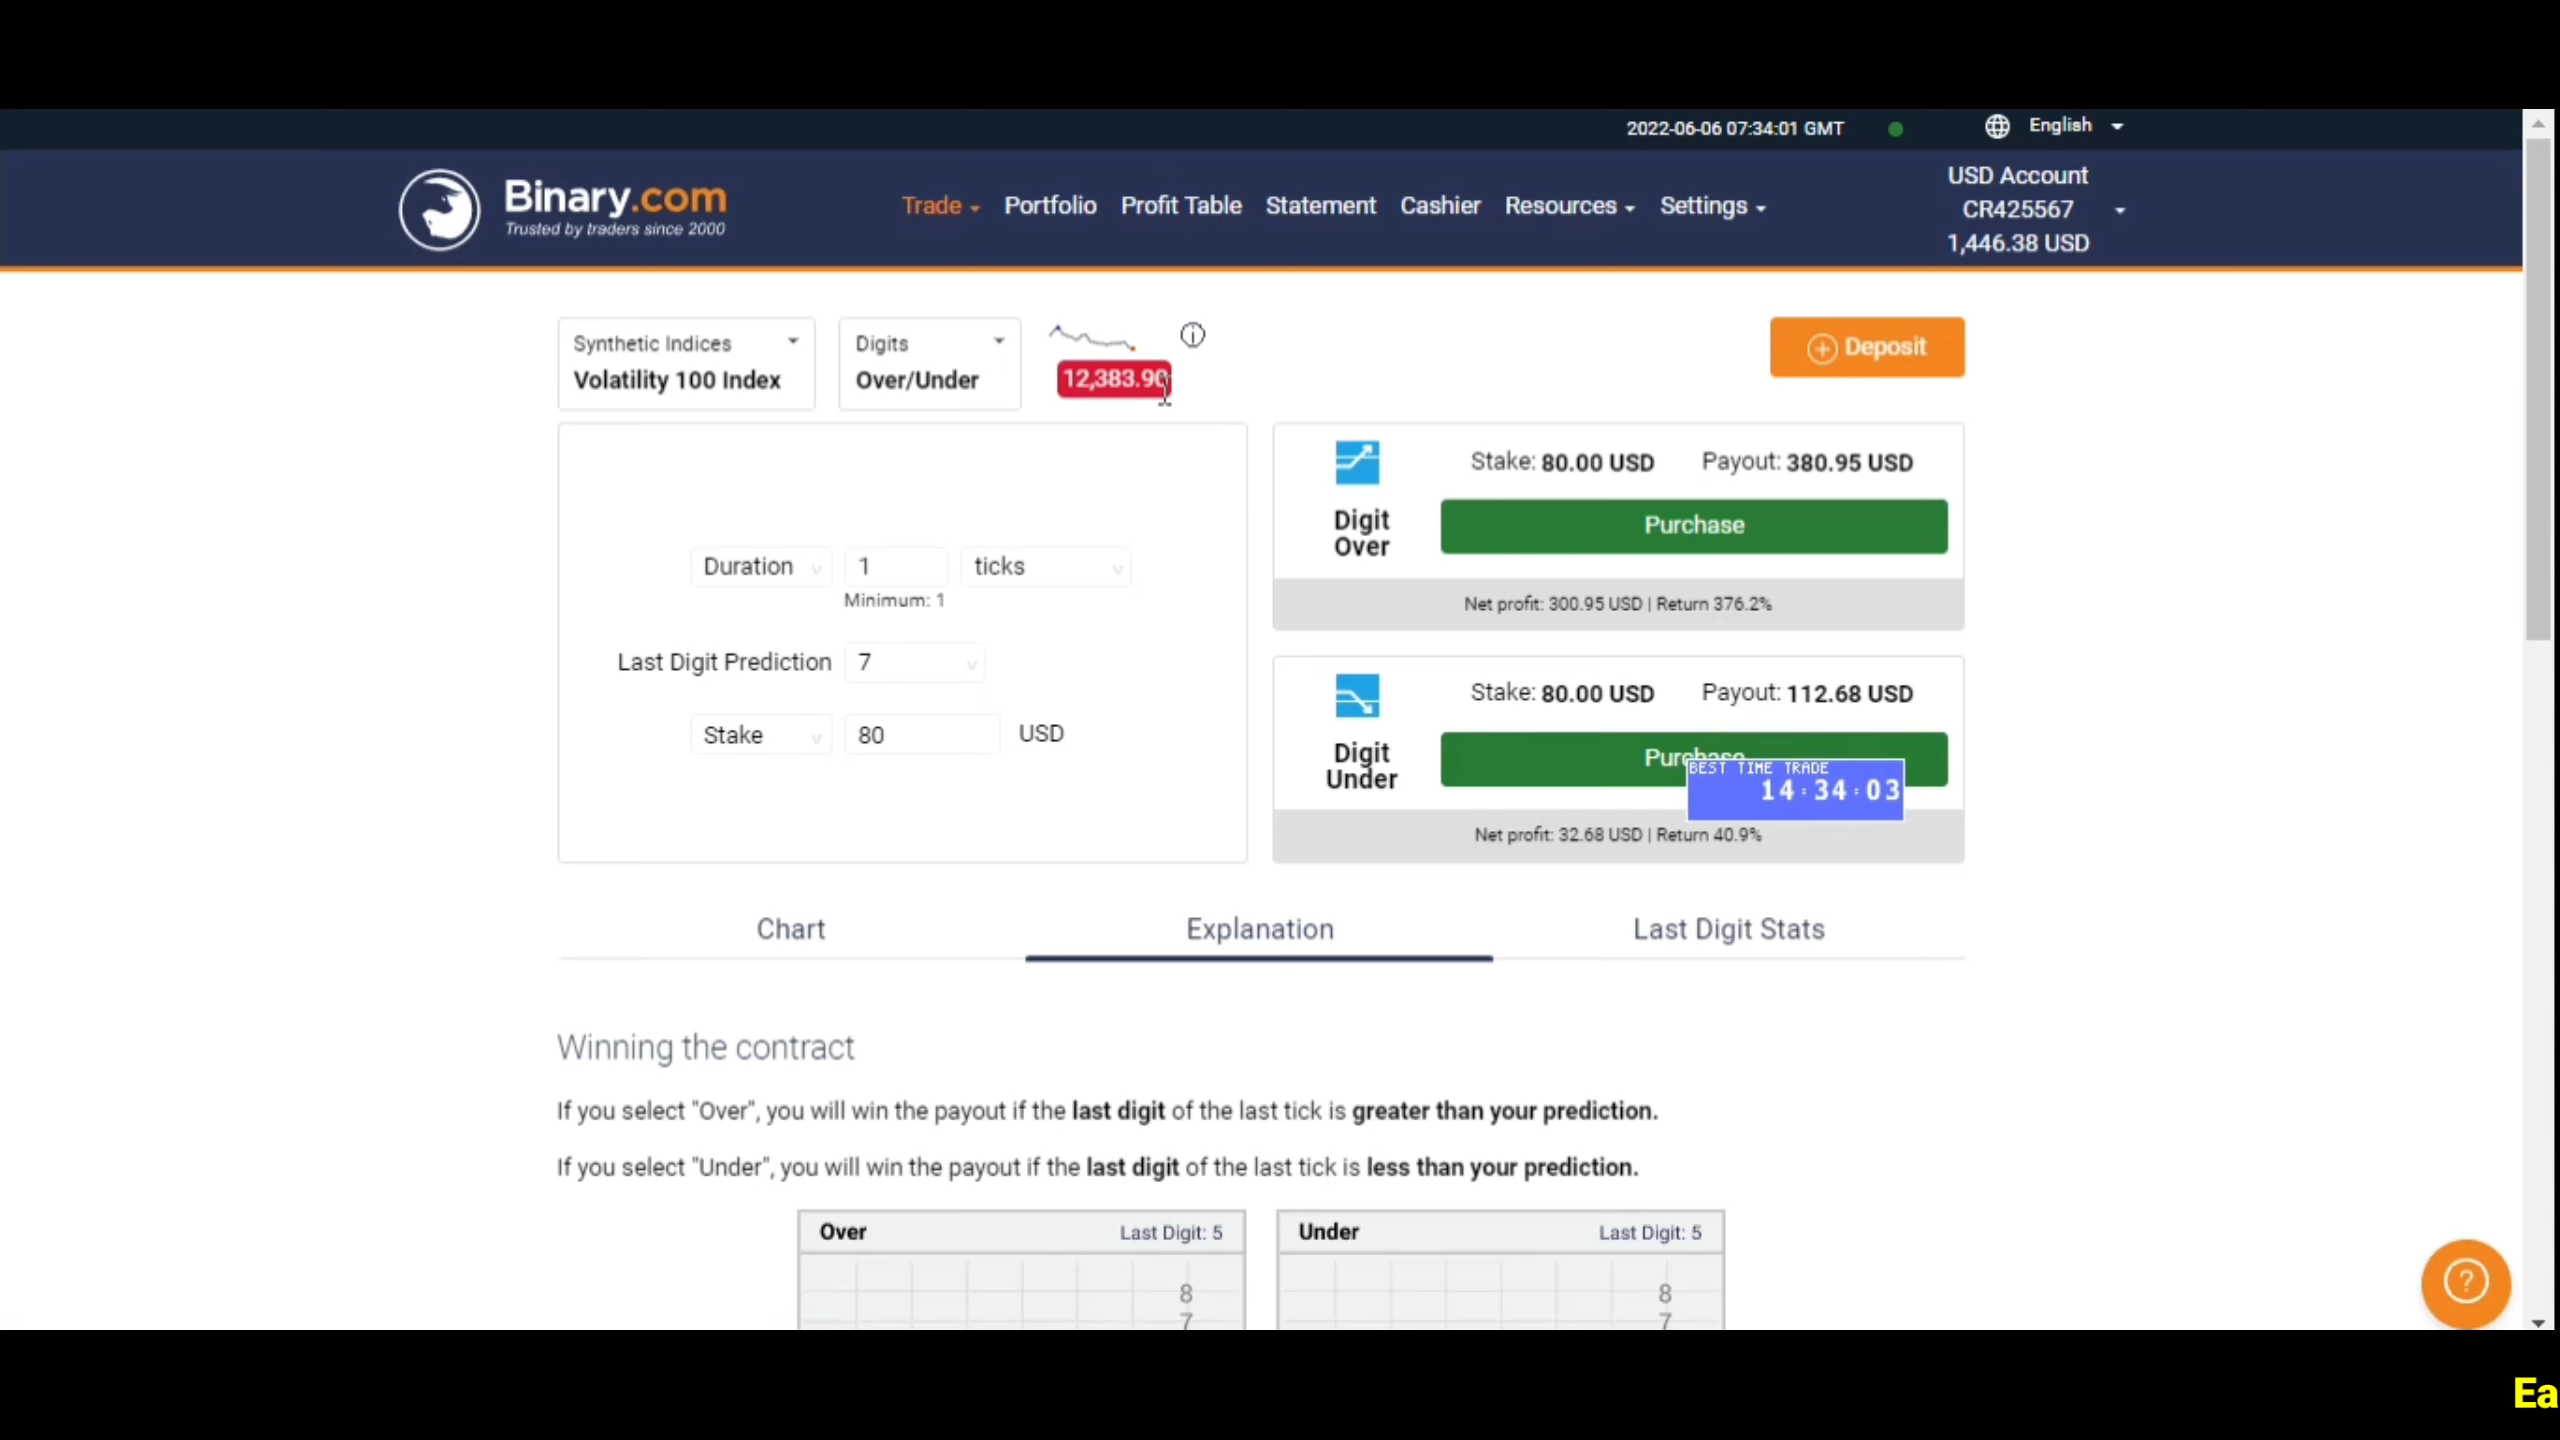 2022-06-06 07:34:01 GMT English
Binary.com
Trusted by traders since 2000
Trade Portfolio Profit Table Statement Cashier Resources Settings
USD Account
CR425567
1,446.38 USD
Synthetic Indices
Volatility 100 Index
Digits
Over/Under
12,383.90
Deposit
Duration 1 ticks
Minimum: 1
Last Digit Prediction 7
Stake 80 USD
Stake: 80.00 USD Payout: 380.95 USD
Digit
Over
Purchase
Net profit: 300.95 USD | Return 376.2%
Stake: 80.00 USD Payout: 112.68 USD
Digit
Under
Purchase
BEST TIME TRADE
14:34:03
Net profit: 32.68 USD | Return 40.9%
Chart Explanation Last Digit Stats
Winning the contract
If you select "Over", you will win the payout if the last digit of the last tick is greater than your prediction.
If you select "Under", you will win the payout if the last digit of the last tick is less than your prediction.
Over Last Digit: 5
8
7
Under Last Digit: 5
8
7
?
Ea